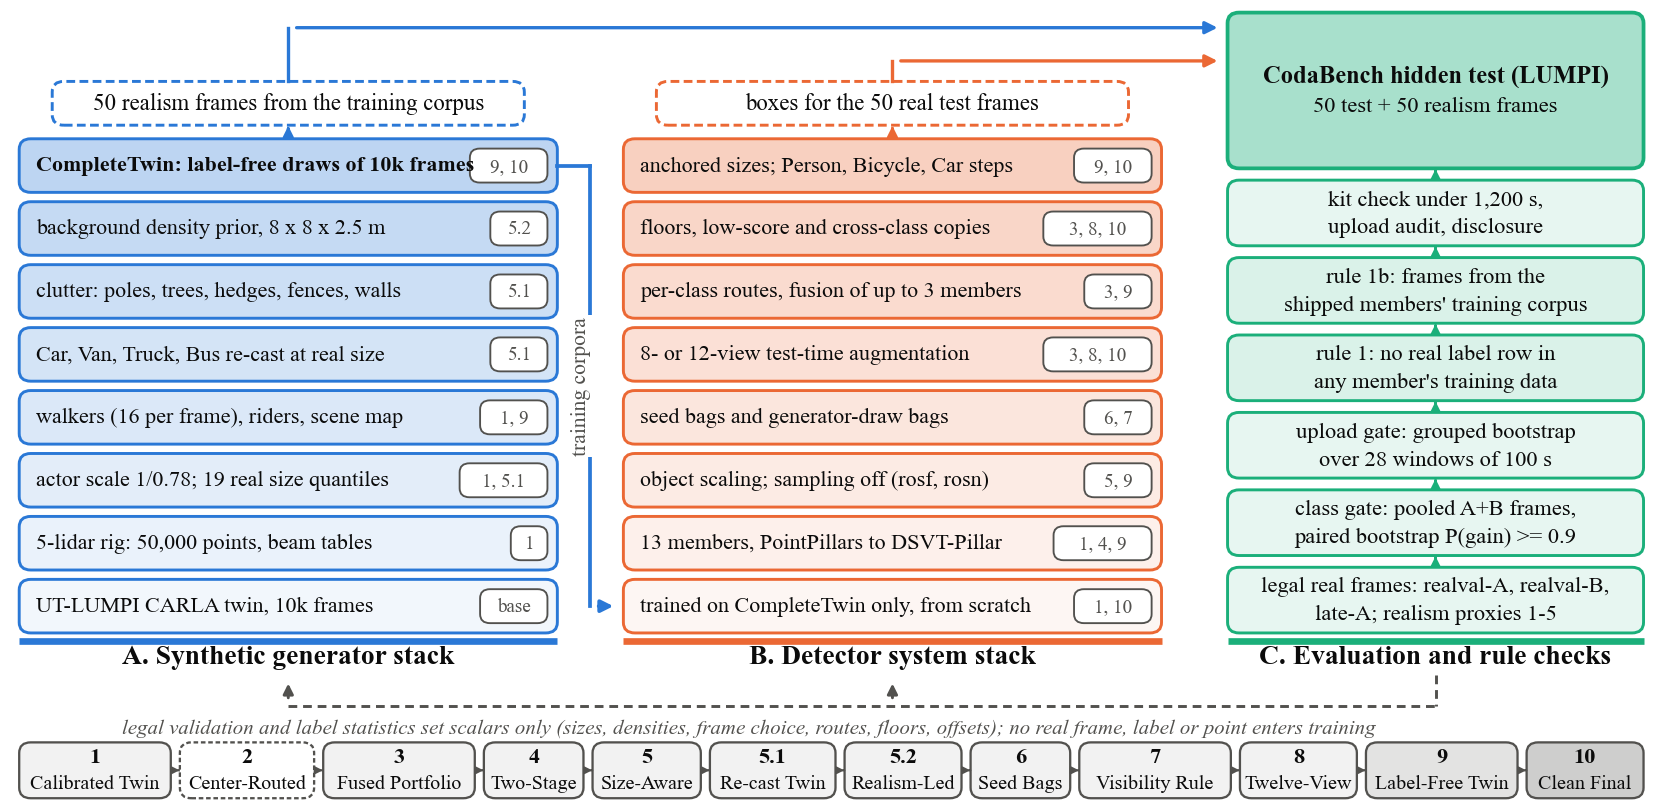 50 realism frames from the training corpus
CompleteTwin: label-free draws of 10k frames
9, 10
background density prior, 8 x 8 x 2.5 m
5.2
clutter: poles, trees, hedges, fences, walls
5.1
Car, Van, Truck, Bus re-cast at real size
5.1
walkers (16 per frame), riders, scene map
1, 9
actor scale 1/0.78; 19 real size quantiles
1, 5.1
5-lidar rig: 50,000 points, beam tables
1
UT-LUMPI CARLA twin, 10k frames
base
A. Synthetic generator stack
training corpora
boxes for the 50 real test frames
anchored sizes; Person, Bicycle, Car steps
9, 10
floors, low-score and cross-class copies
3, 8, 10
per-class routes, fusion of up to 3 members
3, 9
8- or 12-view test-time augmentation
3, 8, 10
seed bags and generator-draw bags
6, 7
object scaling; sampling off (rosf, rosn)
5, 9
13 members, PointPillars to DSVT-Pillar
1, 4, 9
trained on CompleteTwin only, from scratch
1, 10
B. Detector system stack
CodaBench hidden test (LUMPI)
50 test + 50 realism frames
kit check under 1,200 s,
upload audit, disclosure
rule 1b: frames from the
shipped members' training corpus
rule 1: no real label row in
any member's training data
upload gate: grouped bootstrap
over 28 windows of 100 s
class gate: pooled A+B frames,
paired bootstrap P(gain) >= 0.9
legal real frames: realval-A, realval-B,
late-A; realism proxies 1-5
C. Evaluation and rule checks
legal validation and label statistics set scalars only (sizes, densities, frame choice, routes, floors, offsets); no real frame, label or point enters training
1
Calibrated Twin
2
Center-Routed
3
Fused Portfolio
4
Two-Stage
5
Size-Aware
5.1
Re-cast Twin
5.2
Realism-Led
6
Seed Bags
7
Visibility Rule
8
Twelve-View
9
Label-Free Twin
10
Clean Final